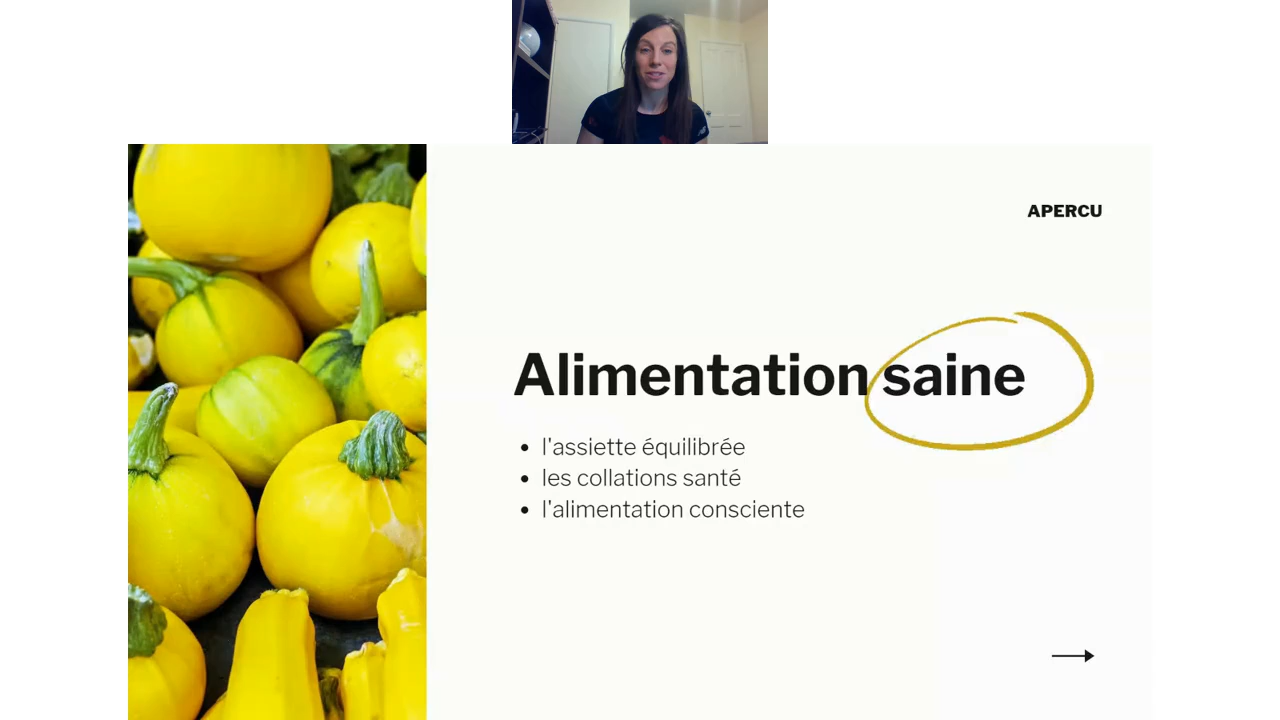 APERCU
Alimentation saine
• l'assiette équilibrée
• les collations santé
• l'alimentation consciente